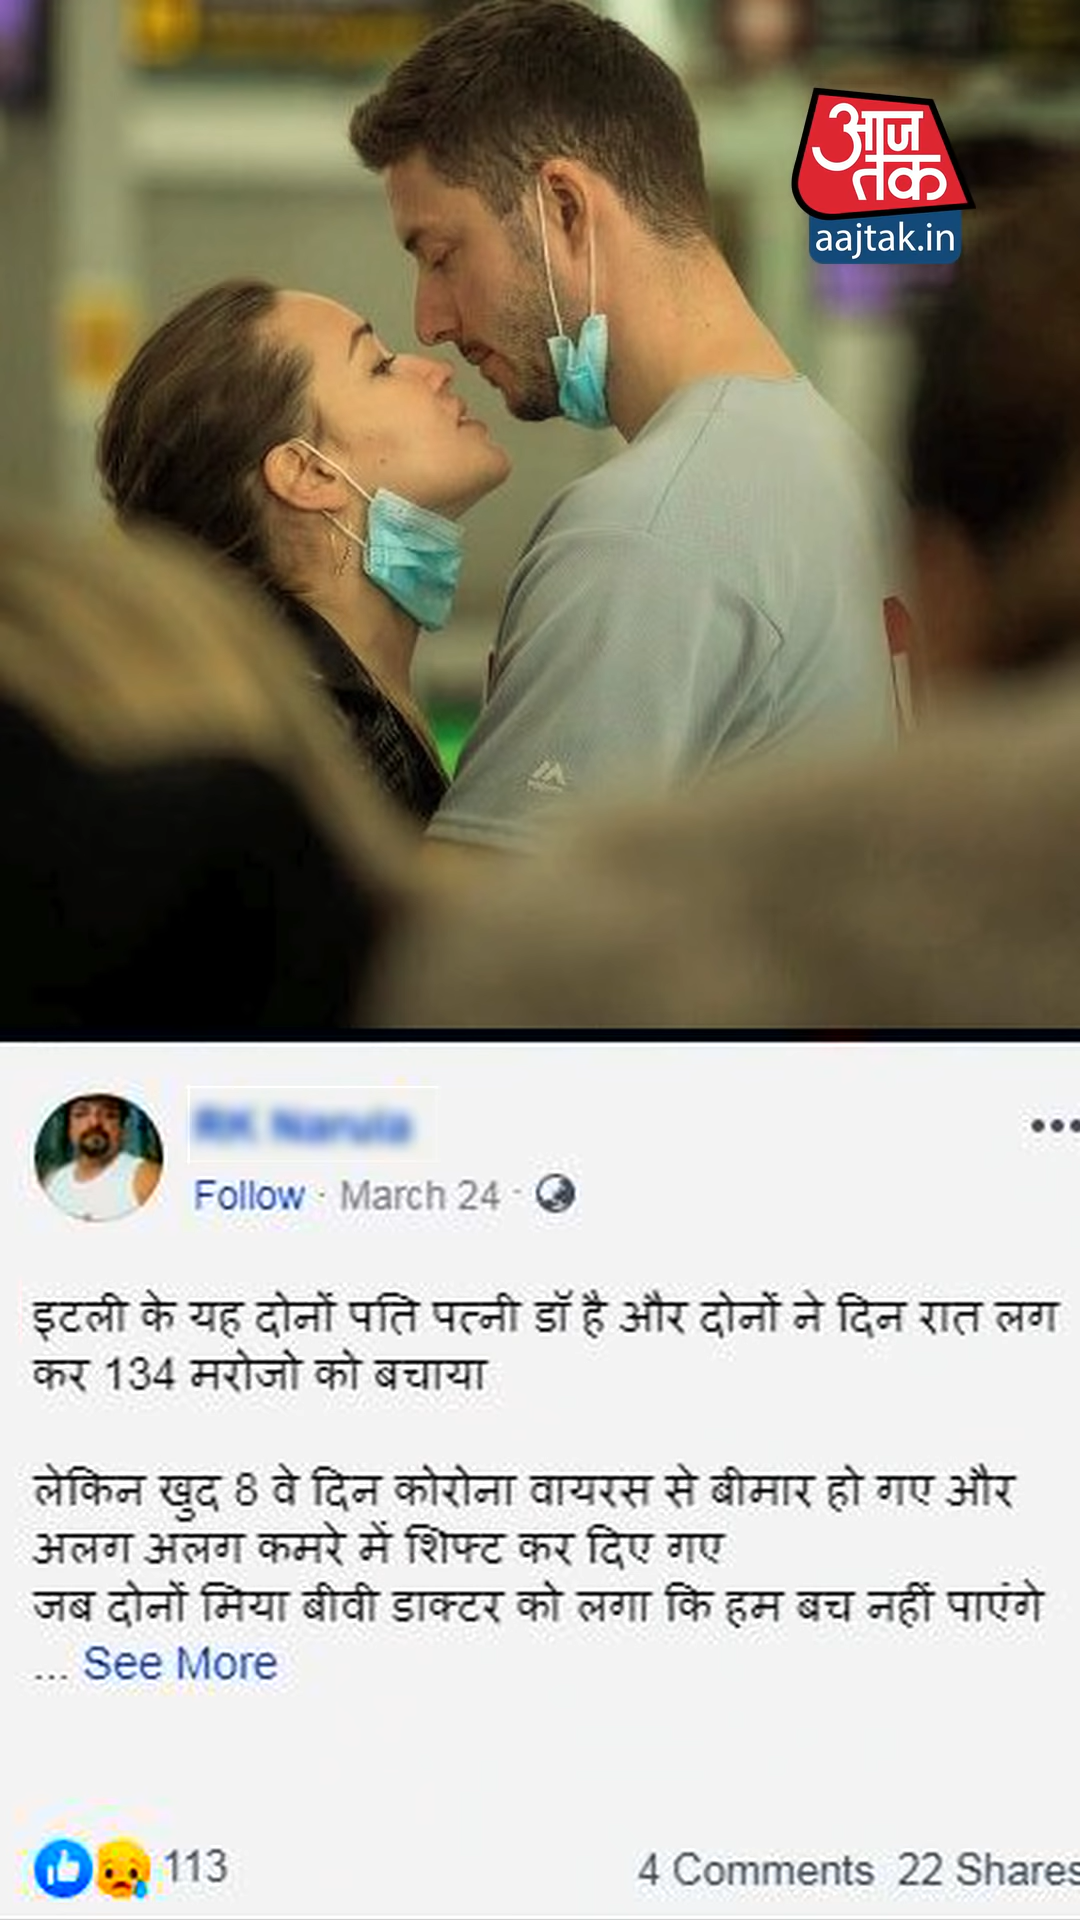 आज
तक
aajtak.in
Follow · March 24 ·
इटली के यह दोनों पति पत्नी डॉ है और दोनों ने दिन रात लग
कर 134 मरोजो को बचाया
लेकिन खुद 8 वे दिन कोरोना वायरस से बीमार हो गए और
अलग अलग कमरे में शिफ्ट कर दिए गए
जब दोनों मिया बीवी डाक्टर को लगा कि हम बच नहीं पाएंगे
... See More
113
4 Comments 22 Shares